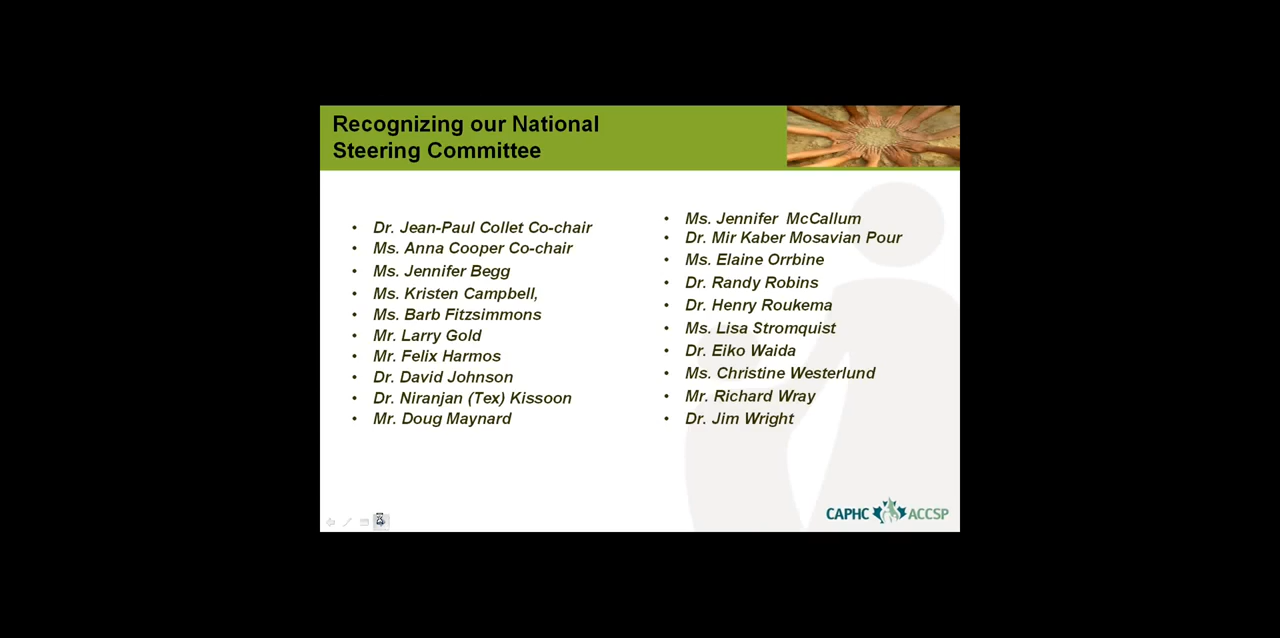 Recognizing our National
Steering Committee
• Dr. Jean-Paul Collet Co-chair
• Ms. Anna Cooper Co-chair
• Ms. Jennifer Begg
• Ms. Kristen Campbell,
• Ms. Barb Fitzsimmons
• Mr. Larry Gold
• Mr. Felix Harmos
• Dr. David Johnson
• Dr. Niranjan (Tex) Kissoon
• Mr. Doug Maynard
• Ms. Jennifer McCallum
• Dr. Mir Kaber Mosavian Pour
• Ms. Elaine Orrbine
• Dr. Randy Robins
• Dr. Henry Roukema
• Ms. Lisa Stromquist
• Dr. Eiko Waida
• Ms. Christine Westerlund
• Mr. Richard Wray
• Dr. Jim Wright
CAPHC ACCSP